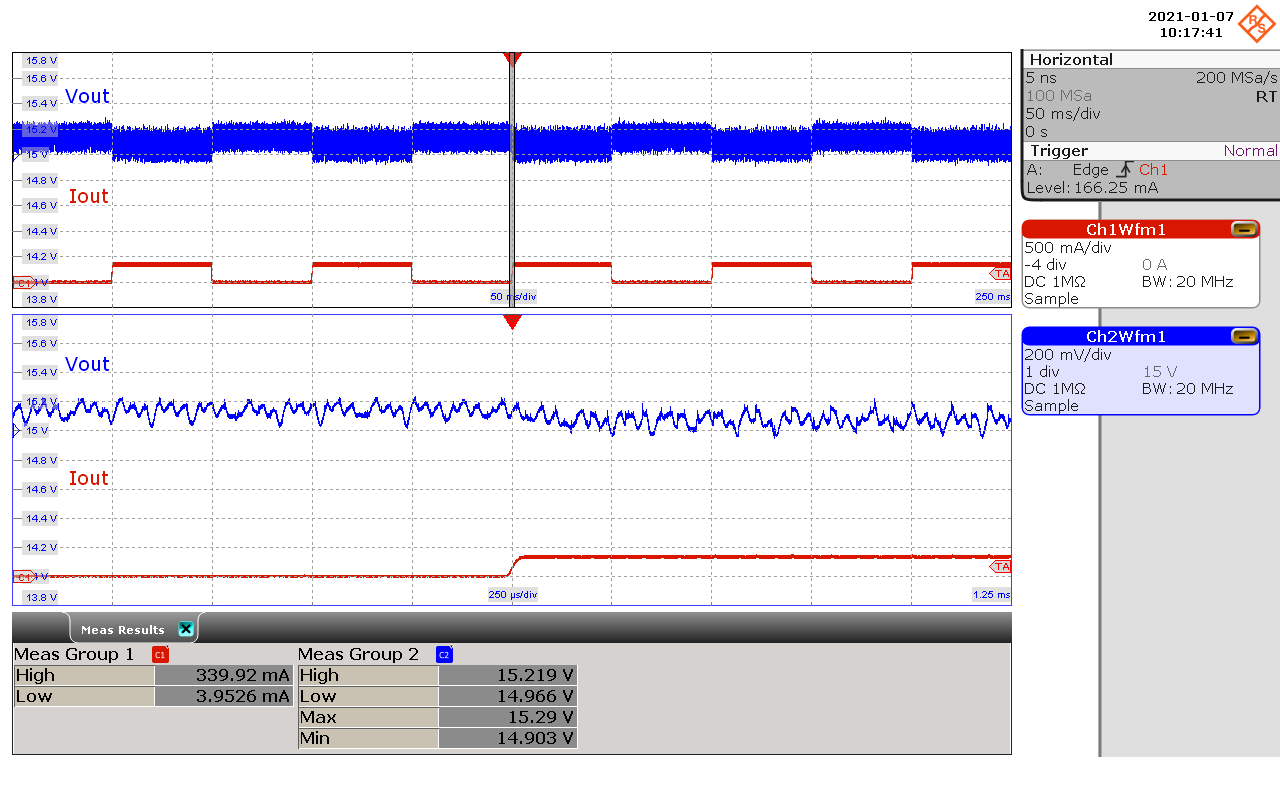 2021-01-07
10:17:41
R&S
15.8 V
15.6 V
15.4 V
15.2 V
15 V
14.8 V
14.6 V
14.4 V
14.2 V
13.8 V
Vout
Iout
C1
TA
50 ms/div
250 ms
15.8 V
15.6 V
15.4 V
15.2 V
15 V
14.8 V
14.6 V
14.4 V
14.2 V
13.8 V
Vout
Iout
C1
TA
250 µs/div
1.25 ms
Horizontal
5 ns 200 MSa/s
100 MSa RT
50 ms/div
0 s
Trigger Normal
A: Edge Ch1
Level: 166.25 mA
Ch1Wfm1
500 mA/div
-4 div 0 A
DC 1MΩ BW: 20 MHz
Sample
Ch2Wfm1
200 mV/div
1 div 15 V
DC 1MΩ BW: 20 MHz
Sample
Meas Results
Meas Group 1 C1
High 339.92 mA
Low 3.9526 mA
Meas Group 2 C2
High 15.219 V
Low 14.966 V
Max 15.29 V
Min 14.903 V